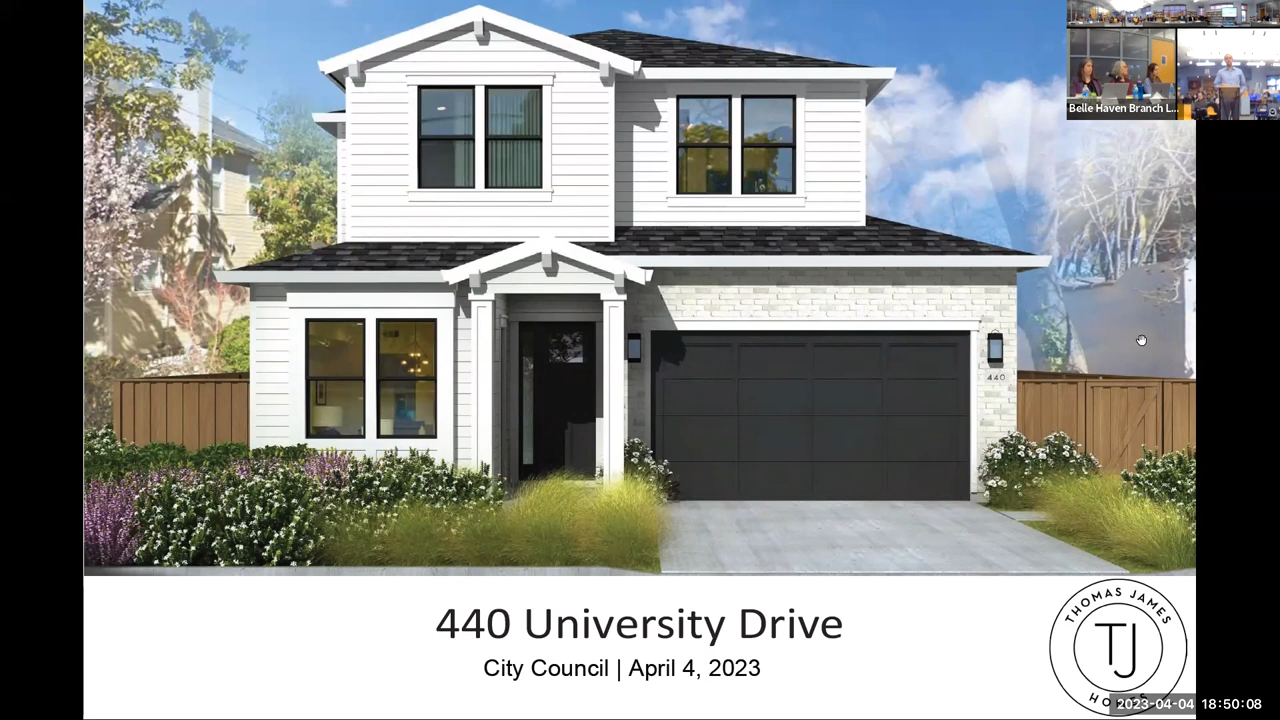 Belle Haven Branch L...
440
440 University Drive
City Council | April 4, 2023
THOMAS JAMES
TJ
HOMES
2023-04-04 18:50:08